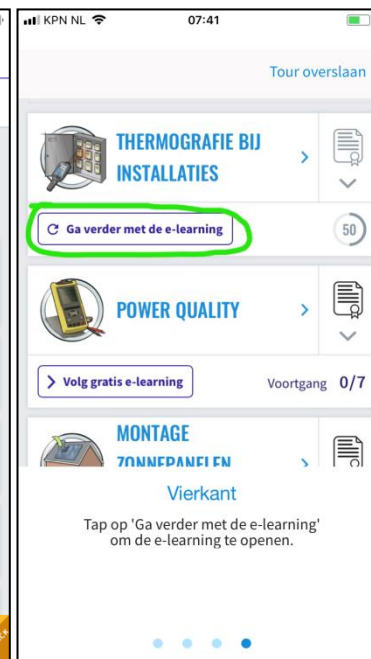 KPN NL
07:41
Tour overslaan
THERMOGRAFIE BIJ
INSTALLATIES
Ga verder met de e-learning
50
POWER QUALITY
Volg gratis e-learning
Voortgang 0/7
MONTAGE
ZONNEPANELEN
Vierkant
Tap op 'Ga verder met de e-learning'
om de e-learning te openen.